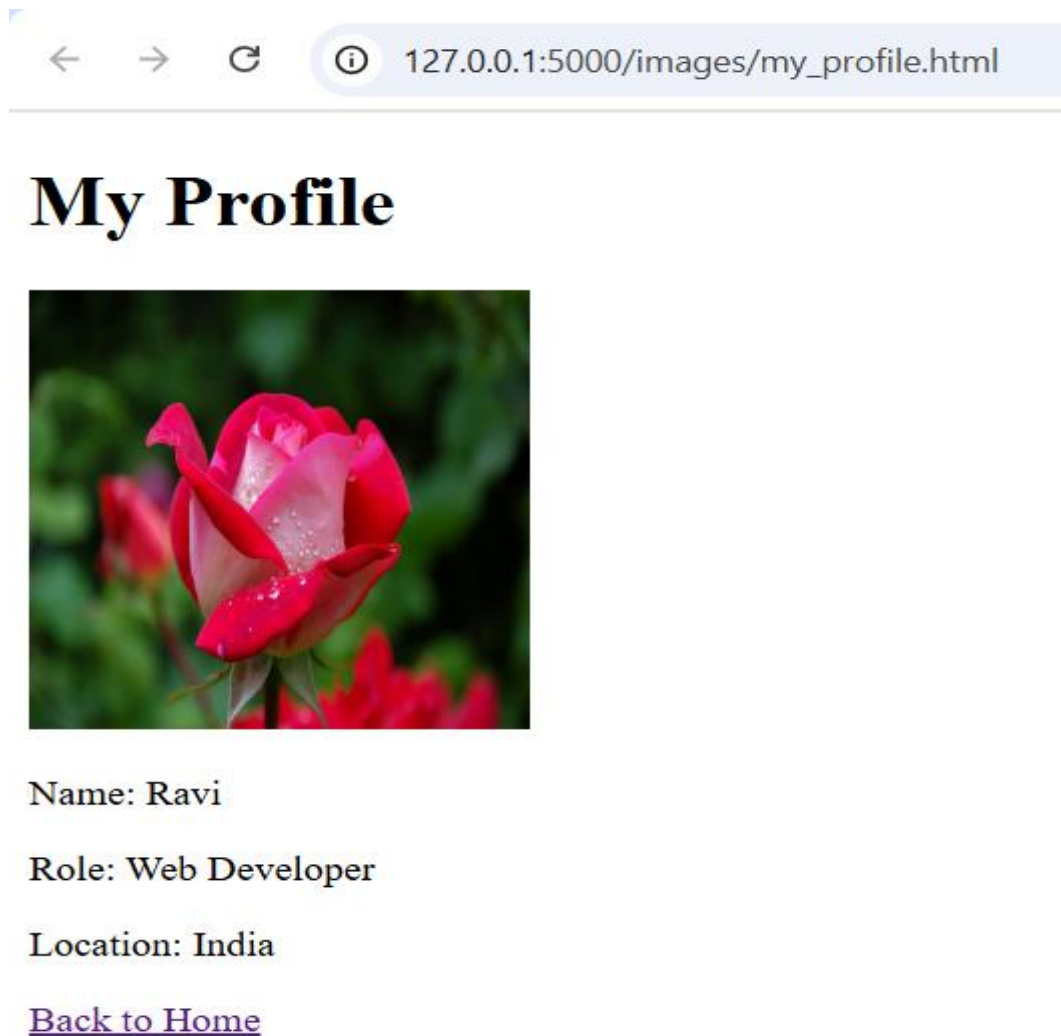 127.0.0.1:5000/images/my_profile.html
My Profile
Name: Ravi
Role: Web Developer
Location: India
Back to Home